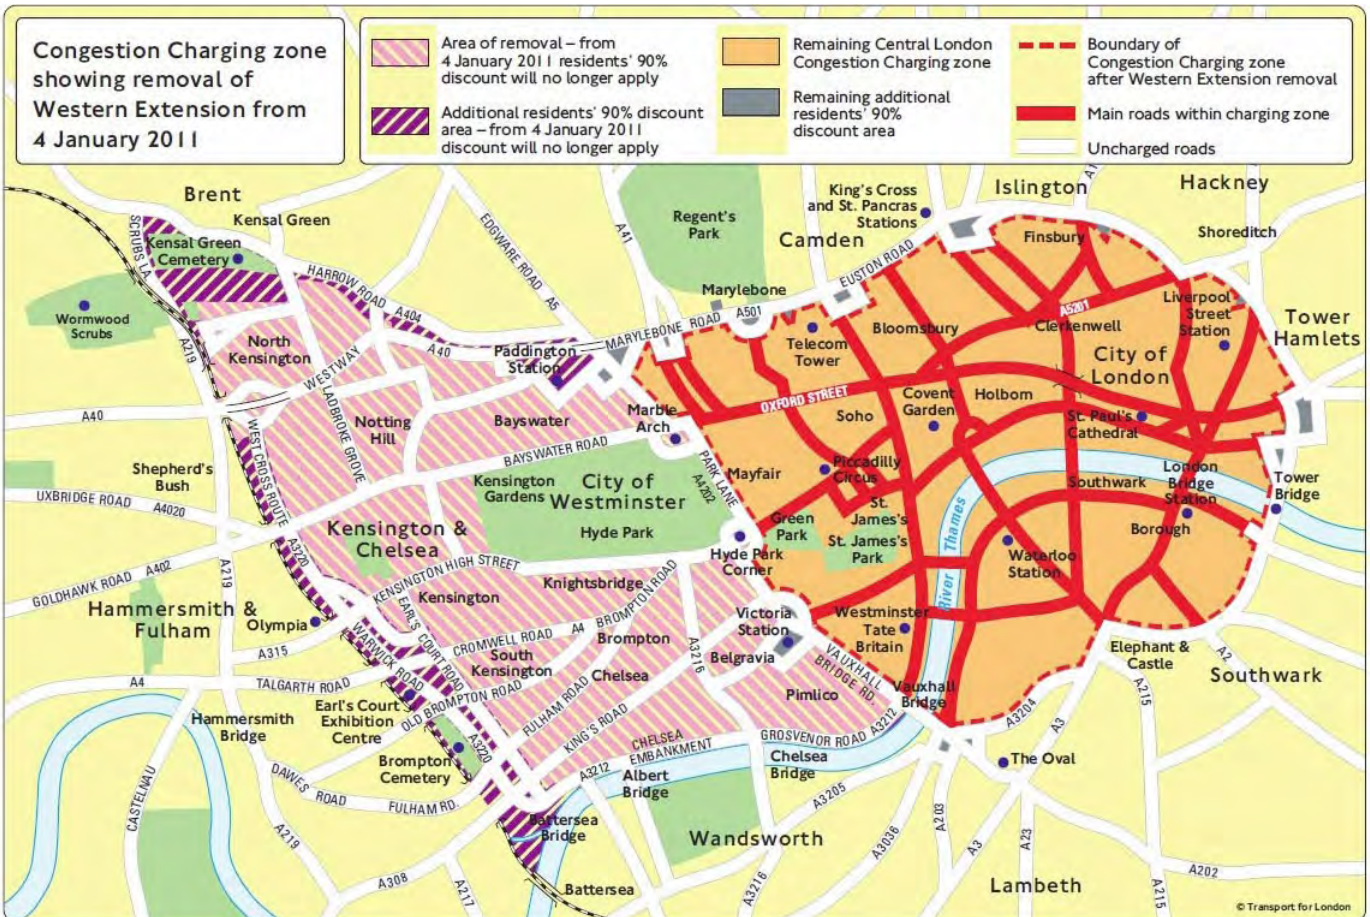 Congestion Charging zone
showing removal of
Western Extension from
4 January 2011
Area of removal – from
4 January 2011 residents' 90%
discount will no longer apply
Additional residents' 90% discount
area – from 4 January 2011
discount will no longer apply
Remaining Central London
Congestion Charging zone
Remaining additional
residents' 90%
discount area
Boundary of
Congestion Charging zone
after Western Extension removal
Main roads within charging zone
Uncharged roads
Brent
Kensal Green
SCRUBS LA
Kensal Green
Cemetery
Wormwood
Scrubs
HARROW ROAD
A404
EDGWARE ROAD A5
A41
Regent's
Park
King's Cross
and St. Pancras
Stations
Camden
Islington
Hackney
Finsbury
Shoreditch
EUSTON ROAD
Marylebone
MARYLEBONE ROAD
A501
A219
North
Kensington
WESTWAY
A40
Paddington
Station
Telecom
Tower
Bloomsbury
A5201
Clerkenwell
Liverpool
Street
Station
Tower
Hamlets
City of
London
A40
LADBROKE GROVE
Notting
Hill
Bayswater
Marble
Arch
OXFORD STREET
Soho
Covent
Garden
Holborn
St. Paul's
Cathedral
WEST CROSS ROUTE
BAYSWATER ROAD
PARK LANE
A4202
Mayfair
Piccadilly
Circus
Shepherd's
Bush
UXBRIDGE ROAD
A4020
Kensington
Gardens
City of
Westminster
Hyde Park
Kensington &
Chelsea
Green
Park
St.
James's
St. James's
Park
River Thames
Southwark
London
Bridge
Station
Borough
Tower
Bridge
Waterloo
Station
Hyde Park
Corner
A3220
GOLDHAWK ROAD
A402
A219
KENSINGTON HIGH STREET
Knightsbridge
Kensington
BROMPTON ROAD
Hammersmith &
Fulham
Olympia
EARL'S COURT ROAD
CROMWELL ROAD
A4
Brompton
Victoria
Station
Westminster
Tate
Britain
A315
WARWICK ROAD
South
Kensington
Chelsea
A3216
Belgravia
VAUXHALL
BRIDGE RD.
Pimlico
Elephant &
Castle
A2
Southwark
A4
TALGARTH ROAD
OLD BROMPTON ROAD
FULHAM ROAD
KING'S ROAD
Vauxhall
Bridge
A3204
A3
A215
Hammersmith
Bridge
Earl's Court
Exhibition
Centre
A3220
CHELSEA
EMBANKMENT
GROSVENOR ROAD
A3212
Brompton
Cemetery
A3212
Albert
Bridge
Chelsea
Bridge
The Oval
CASTELNAU
DAWES ROAD
FULHAM RD.
A3205
A219
Battersea
Bridge
Wandsworth
A3036
A203
A3
A23
A202
A308
A217
Battersea
A3216
Lambeth
A215
© Transport for London